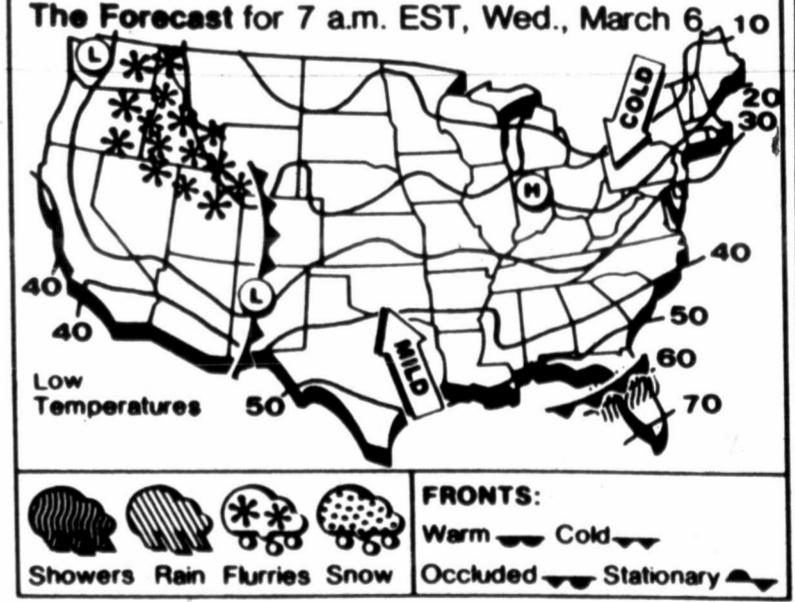 The Forecast for 7 a.m. EST, Wed., March 6
10
L
COLD
20
30
H
40
40
L
50
40
MILD
60
Low
Temperatures
50
70
FRONTS:
Warm Cold
Showers Rain Flurries Snow
Occluded Stationary